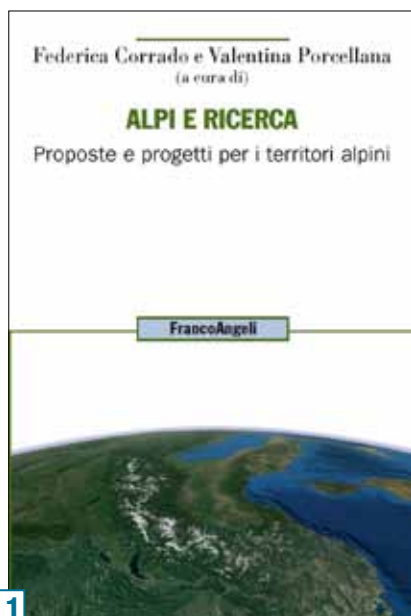 Federica Corrado e Valentina Porcellana
(a cura di)
ALPI E RICERCA
Proposte e progetti per i territori alpini
FrancoAngeli
1